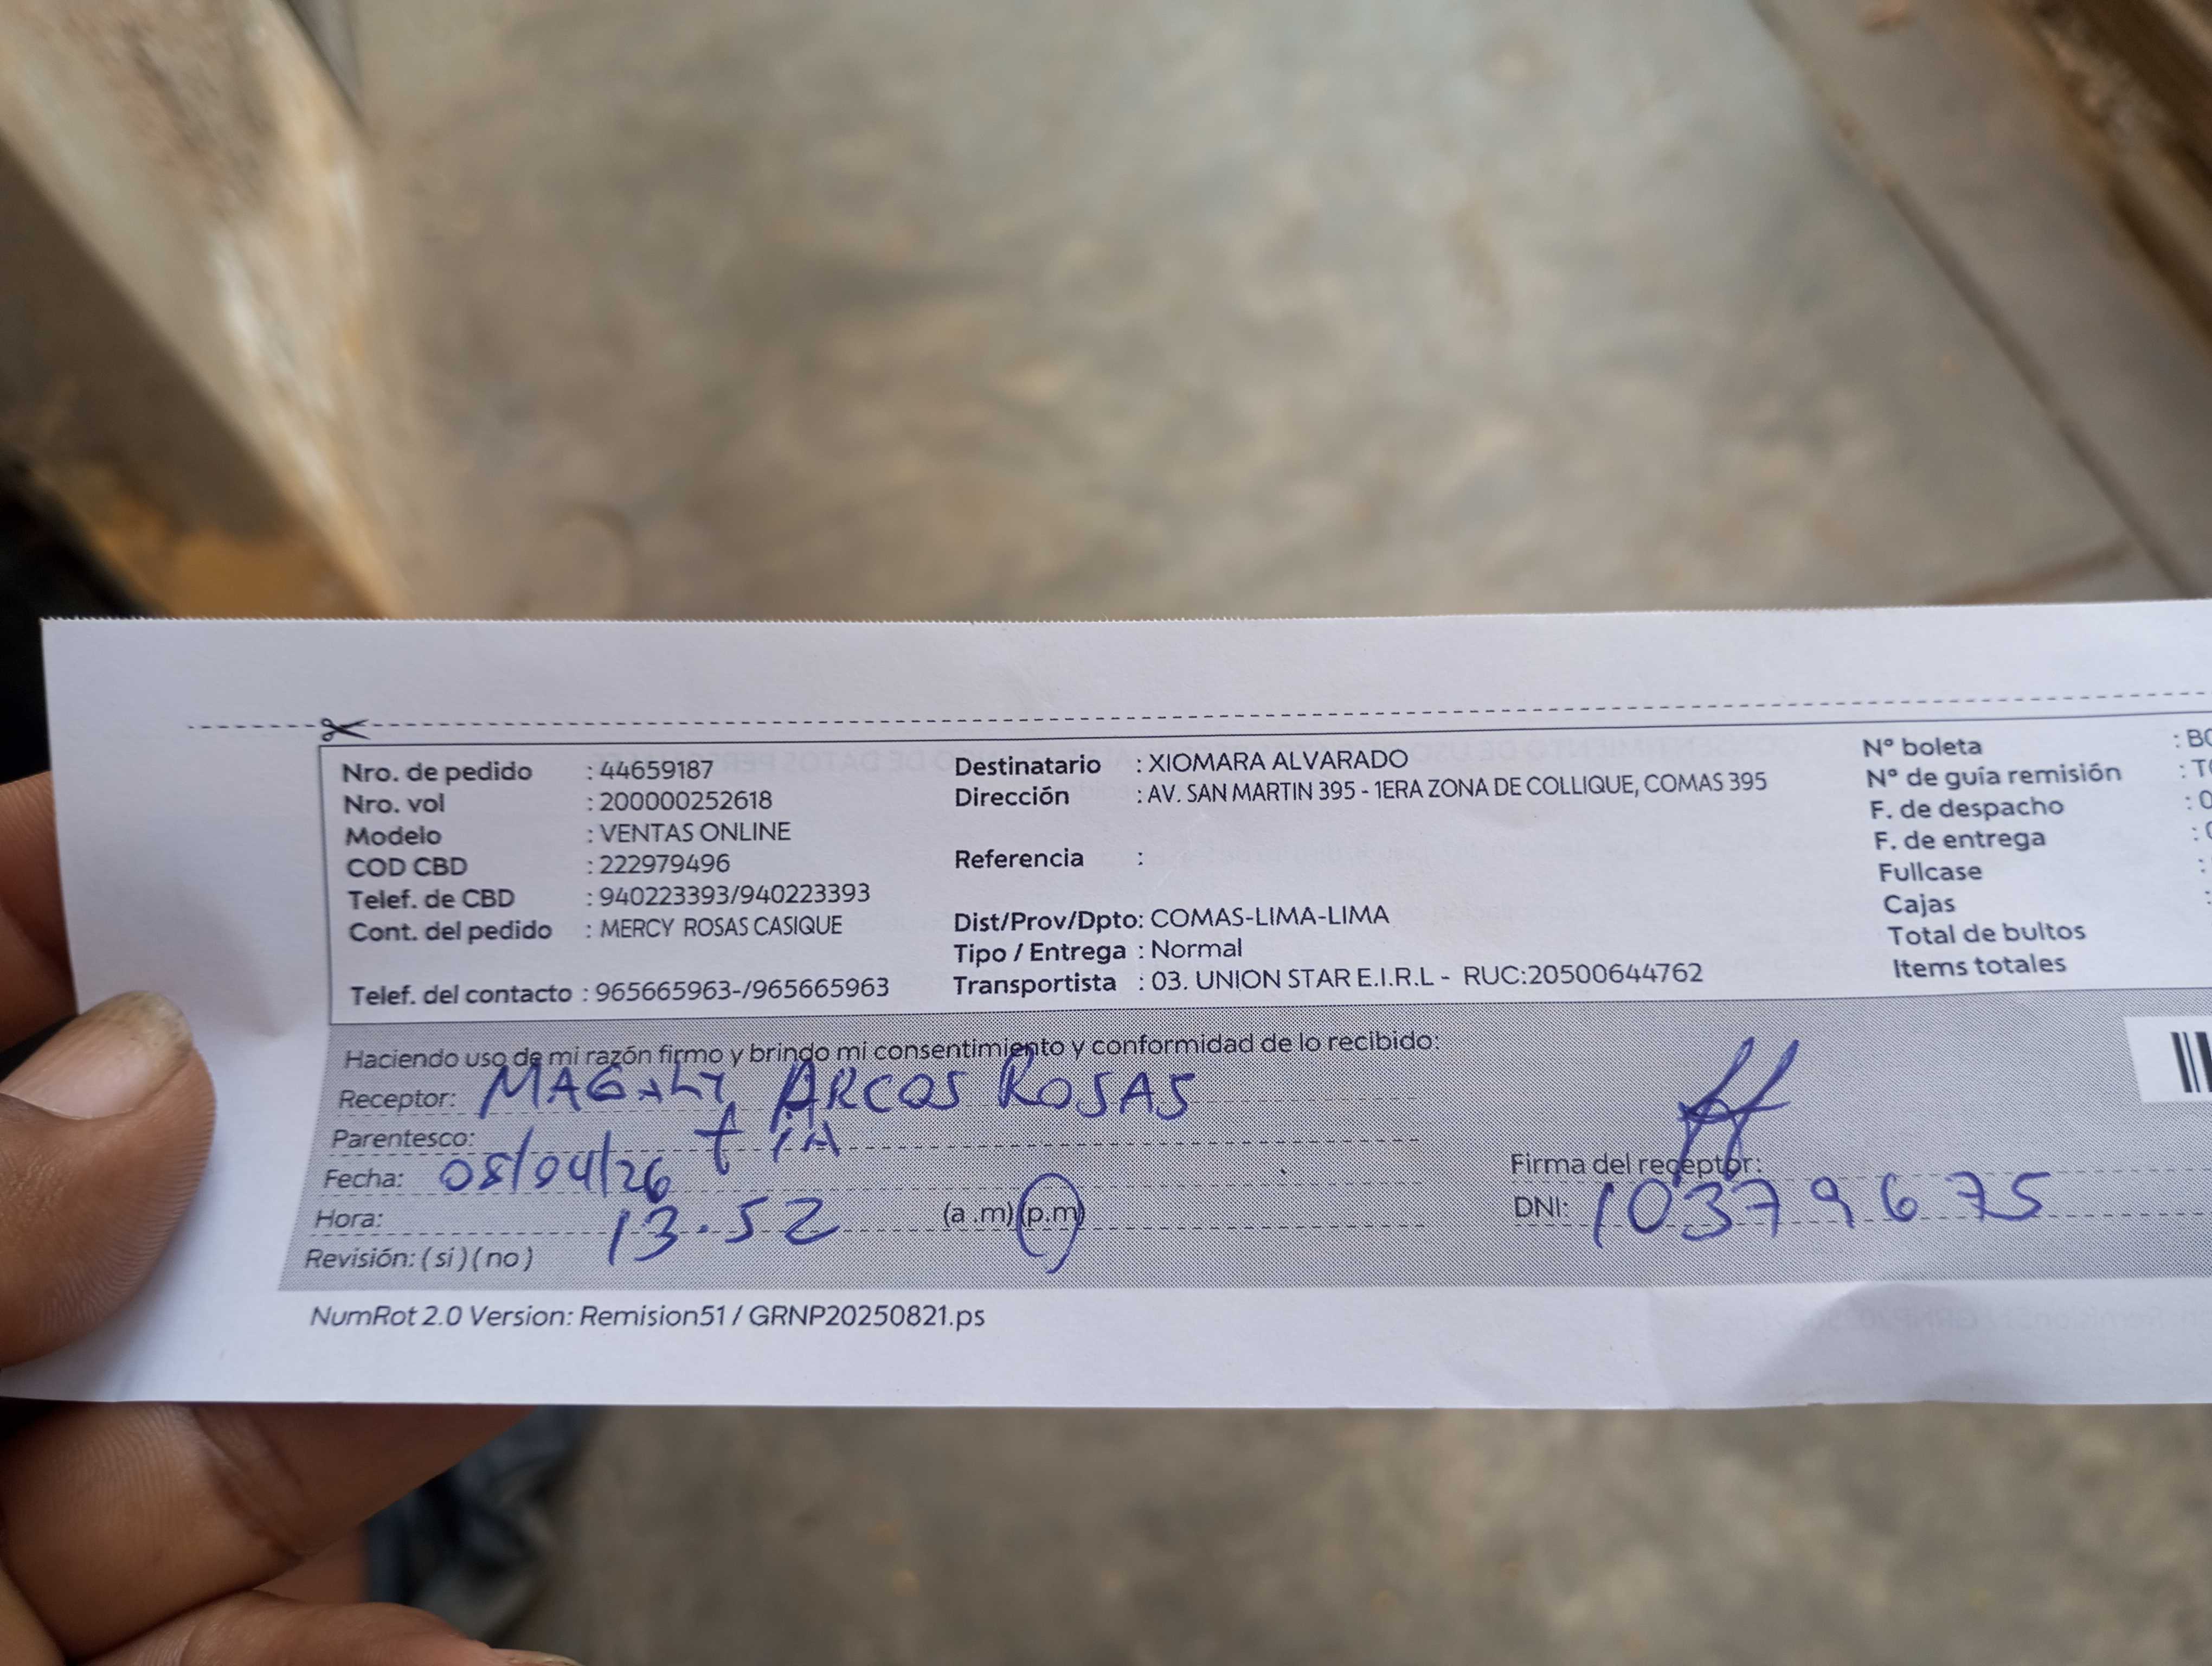 Nro. de pedido : 44659187
Nro. vol : 200000252618
Modelo : VENTAS ONLINE
COD CBD : 222979496
Telef. de CBD : 940223393/940223393
Cont. del pedido : MERCY ROSAS CASIQUE
Telef. del contacto : 965665963-/965665963
Destinatario : XIOMARA ALVARADO
Dirección : AV. SAN MARTIN 395 - 1ERA ZONA DE COLLIQUE, COMAS 395
Referencia :
Dist/Prov/Dpto: COMAS-LIMA-LIMA
Tipo / Entrega : Normal
Transportista : 03. UNION STAR E.I.R.L - RUC:20500644762
N° boleta : BO
N° de guía remisión : T
F. de despacho : 0
F. de entrega :
Fullcase :
Cajas :
Total de bultos
Items totales
Haciendo uso de mi razón firmo y brindo mi consentimiento y conformidad de lo recibido:
Receptor: MAGALY ARCOS ROSAS
Parentesco: tIA
Fecha: 08/04/26
Hora: 13.52 (a .m) (p.m)
Revisión: ( si ) ( no )
Firma del receptor:
DNI: 10379675
NumRot 2.0 Version: Remision51 / GRNP20250821.ps